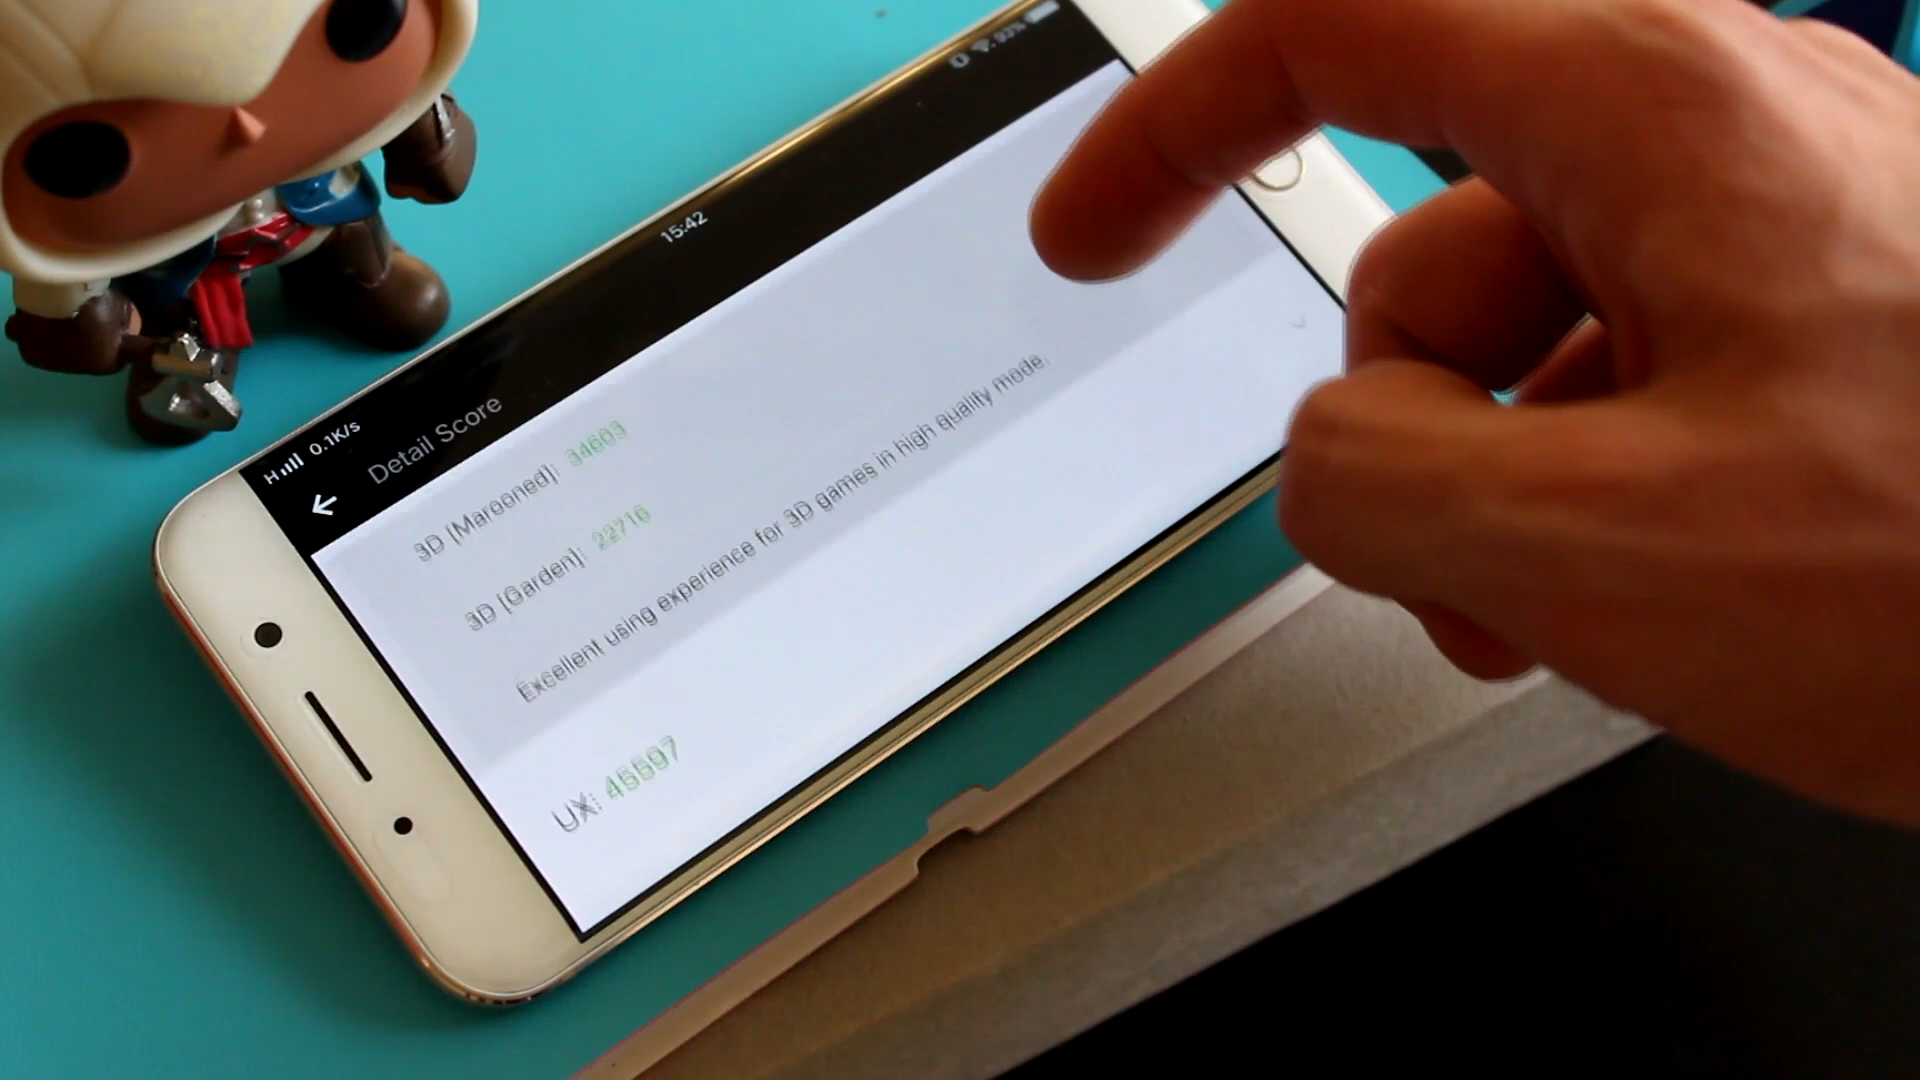 H 0.1K/s 15:42 93%
Detail Score
3D [Marooned]: 34603
3D [Garden]: 22716
Excellent using experience for 3D games in high quality mode.
UX: 45597